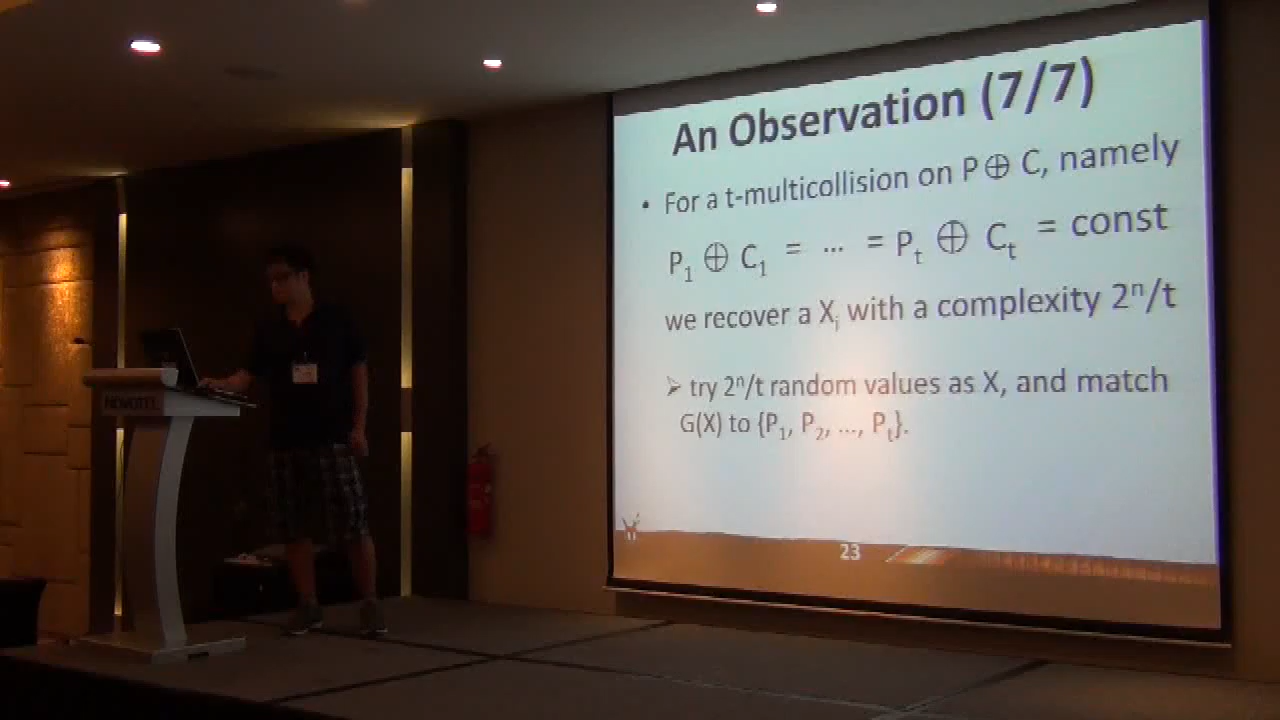 An Observation (7/7)
• For a t-multicollision on P ⊕ C, namely
P₁ ⊕ C₁ = ... = Pₜ ⊕ Cₜ = const
we recover a Xᵢ with a complexity 2ⁿ/t
➢ try 2ⁿ/t random values as X, and match
G(X) to {P₁, P₂, ..., Pₜ}.
23
NOVOTEL